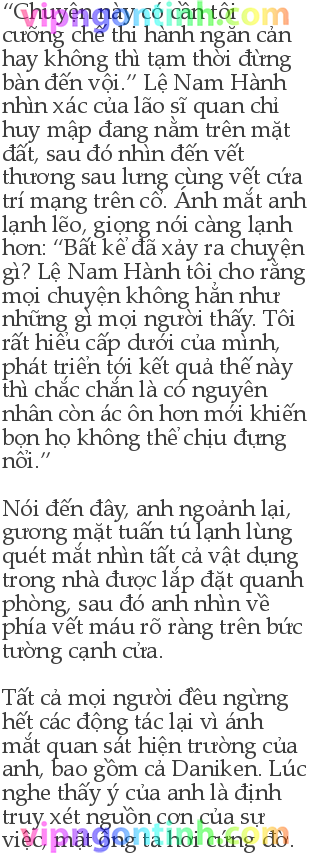 “Chuyện này có cần tôi
cưỡng chế thi hành ngăn cản
hay không thì tạm thời đừng
bàn đến vội.” Lệ Nam Hành
nhìn xác của lão sĩ quan chỉ
huy mập đang nằm trên mặt
đất, sau đó nhìn đến vết
thương sau lưng cùng vết cứa
trí mạng trên cổ. Ánh mắt anh
lạnh lẽo, giọng nói càng lạnh
hơn: “Bất kể đã xảy ra chuyện
gì? Lệ Nam Hành tôi cho rằng
mọi chuyện không hẳn như
những gì mọi người thấy. Tôi
rất hiểu cấp dưới của mình,
phát triển tới kết quả thế này
thì chắc chắn là có nguyên
nhân còn ác ôn hơn mới khiến
bọn họ không thể chịu đựng
nổi.”
Nói đến đây, anh ngoảnh lại,
gương mặt tuấn tú lạnh lùng
quét mắt nhìn tất cả vật dụng
trong nhà được lắp đặt quanh
phòng, sau đó anh nhìn về
phía vết máu rõ ràng trên bức
tường cạnh cửa.
Tất cả mọi người đều ngừng
hết các động tác lại vì ánh
mắt quan sát hiện trường của
anh, bao gồm cả Daniken. Lúc
nghe thấy ý của anh là định
truy xét nguồn cơn của sự
việc, mặt ông ta hơi cứng đờ.
vipngontinh.com
vipngontinh.com